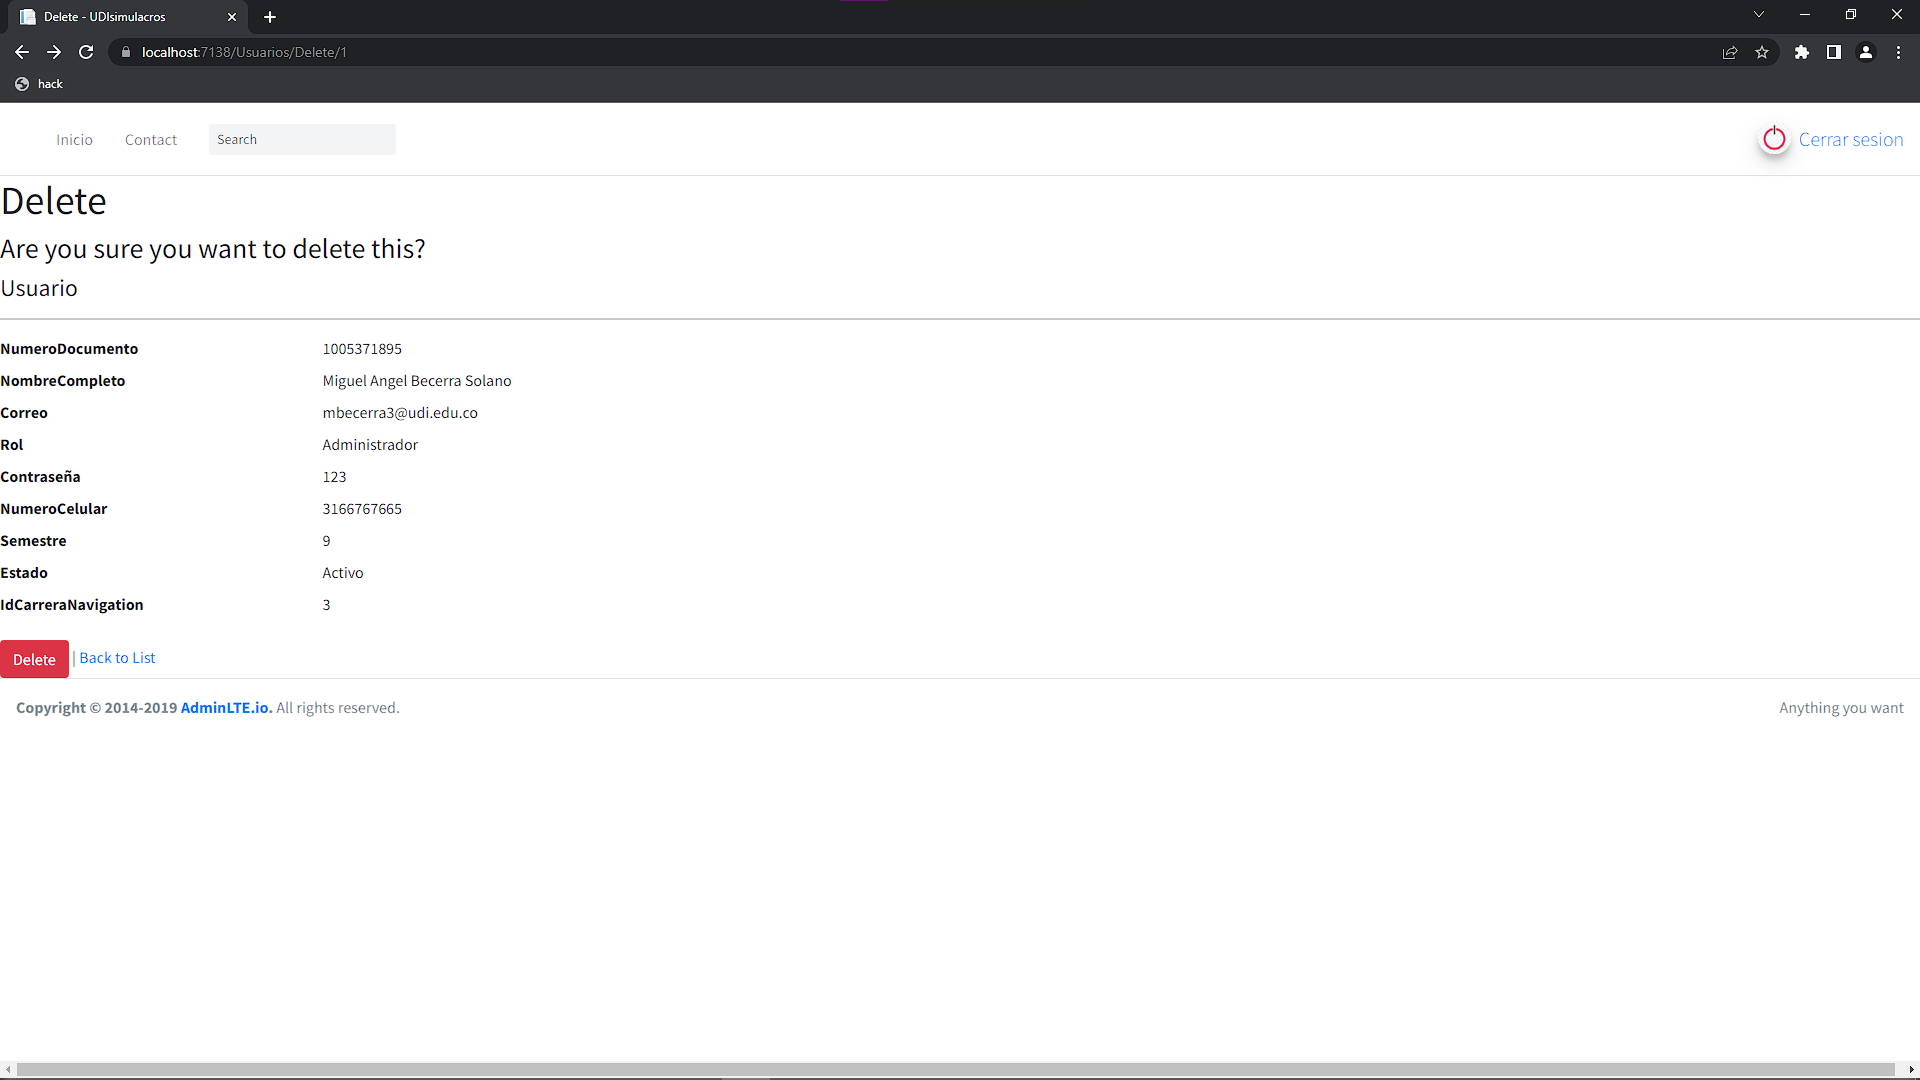 Delete - UDIsimulacros
localhost:7138/Usuarios/Delete/1
hack
Inicio Contact Search Cerrar sesion
Delete
Are you sure you want to delete this?
Usuario
NumeroDocumento 1005371895
NombreCompleto Miguel Angel Becerra Solano
Correo mbecerra3@udi.edu.co
Rol Administrador
Contraseña 123
NumeroCelular 3166767665
Semestre 9
Estado Activo
IdCarreraNavigation 3
Delete | Back to List
Copyright © 2014-2019 AdminLTE.io. All rights reserved. Anything you want